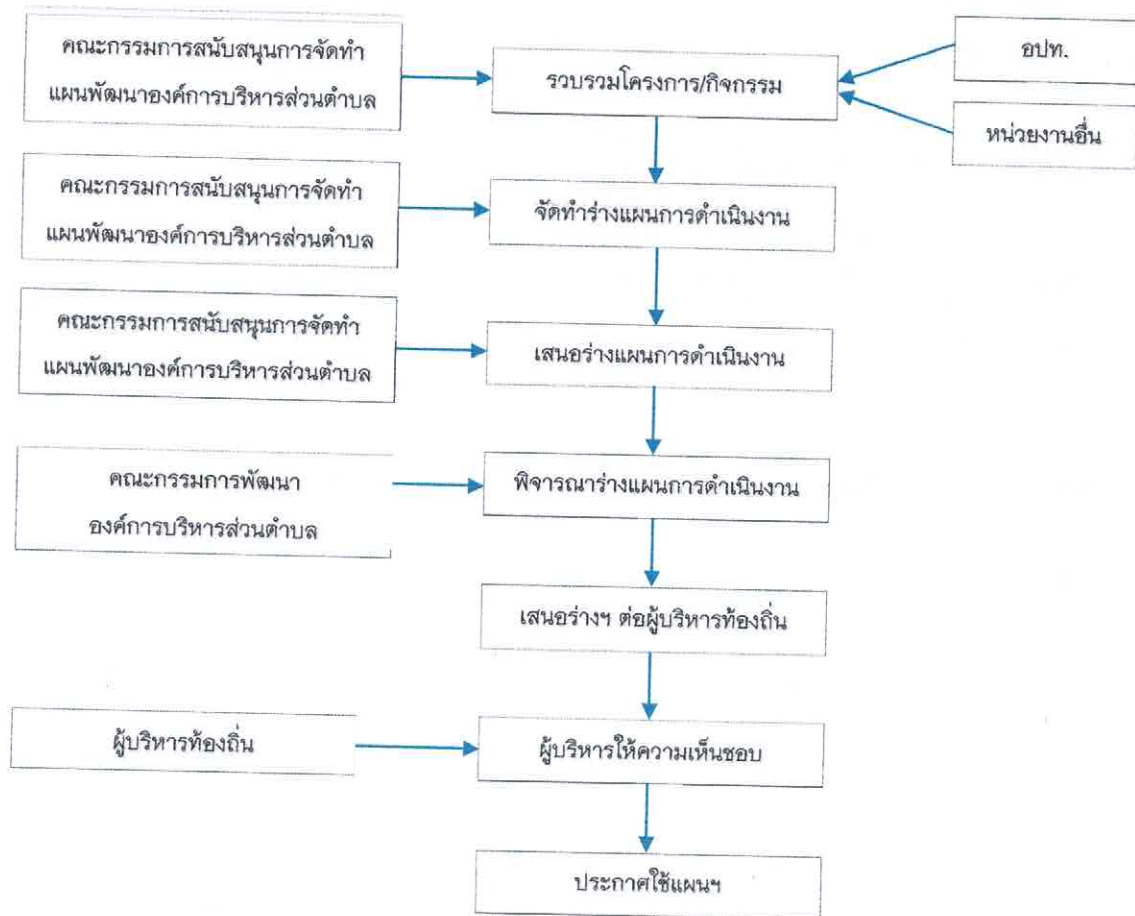 คณะกรรมการสนับสนุนการจัดทำ
แผนพัฒนาองค์การบริหารส่วนตำบล
รวบรวมโครงการ/กิจกรรม
อปท.
หน่วยงานอื่น
คณะกรรมการสนับสนุนการจัดทำ
แผนพัฒนาองค์การบริหารส่วนตำบล
จัดทำร่างแผนการดำเนินงาน
คณะกรรมการสนับสนุนการจัดทำ
แผนพัฒนาองค์การบริหารส่วนตำบล
เสนอร่างแผนการดำเนินงาน
คณะกรรมการพัฒนา
องค์การบริหารส่วนตำบล
พิจารณาร่างแผนการดำเนินงาน
เสนอร่างฯ ต่อผู้บริหารท้องถิ่น
ผู้บริหารท้องถิ่น
ผู้บริหารให้ความเห็นชอบ
ประกาศใช้แผนฯ